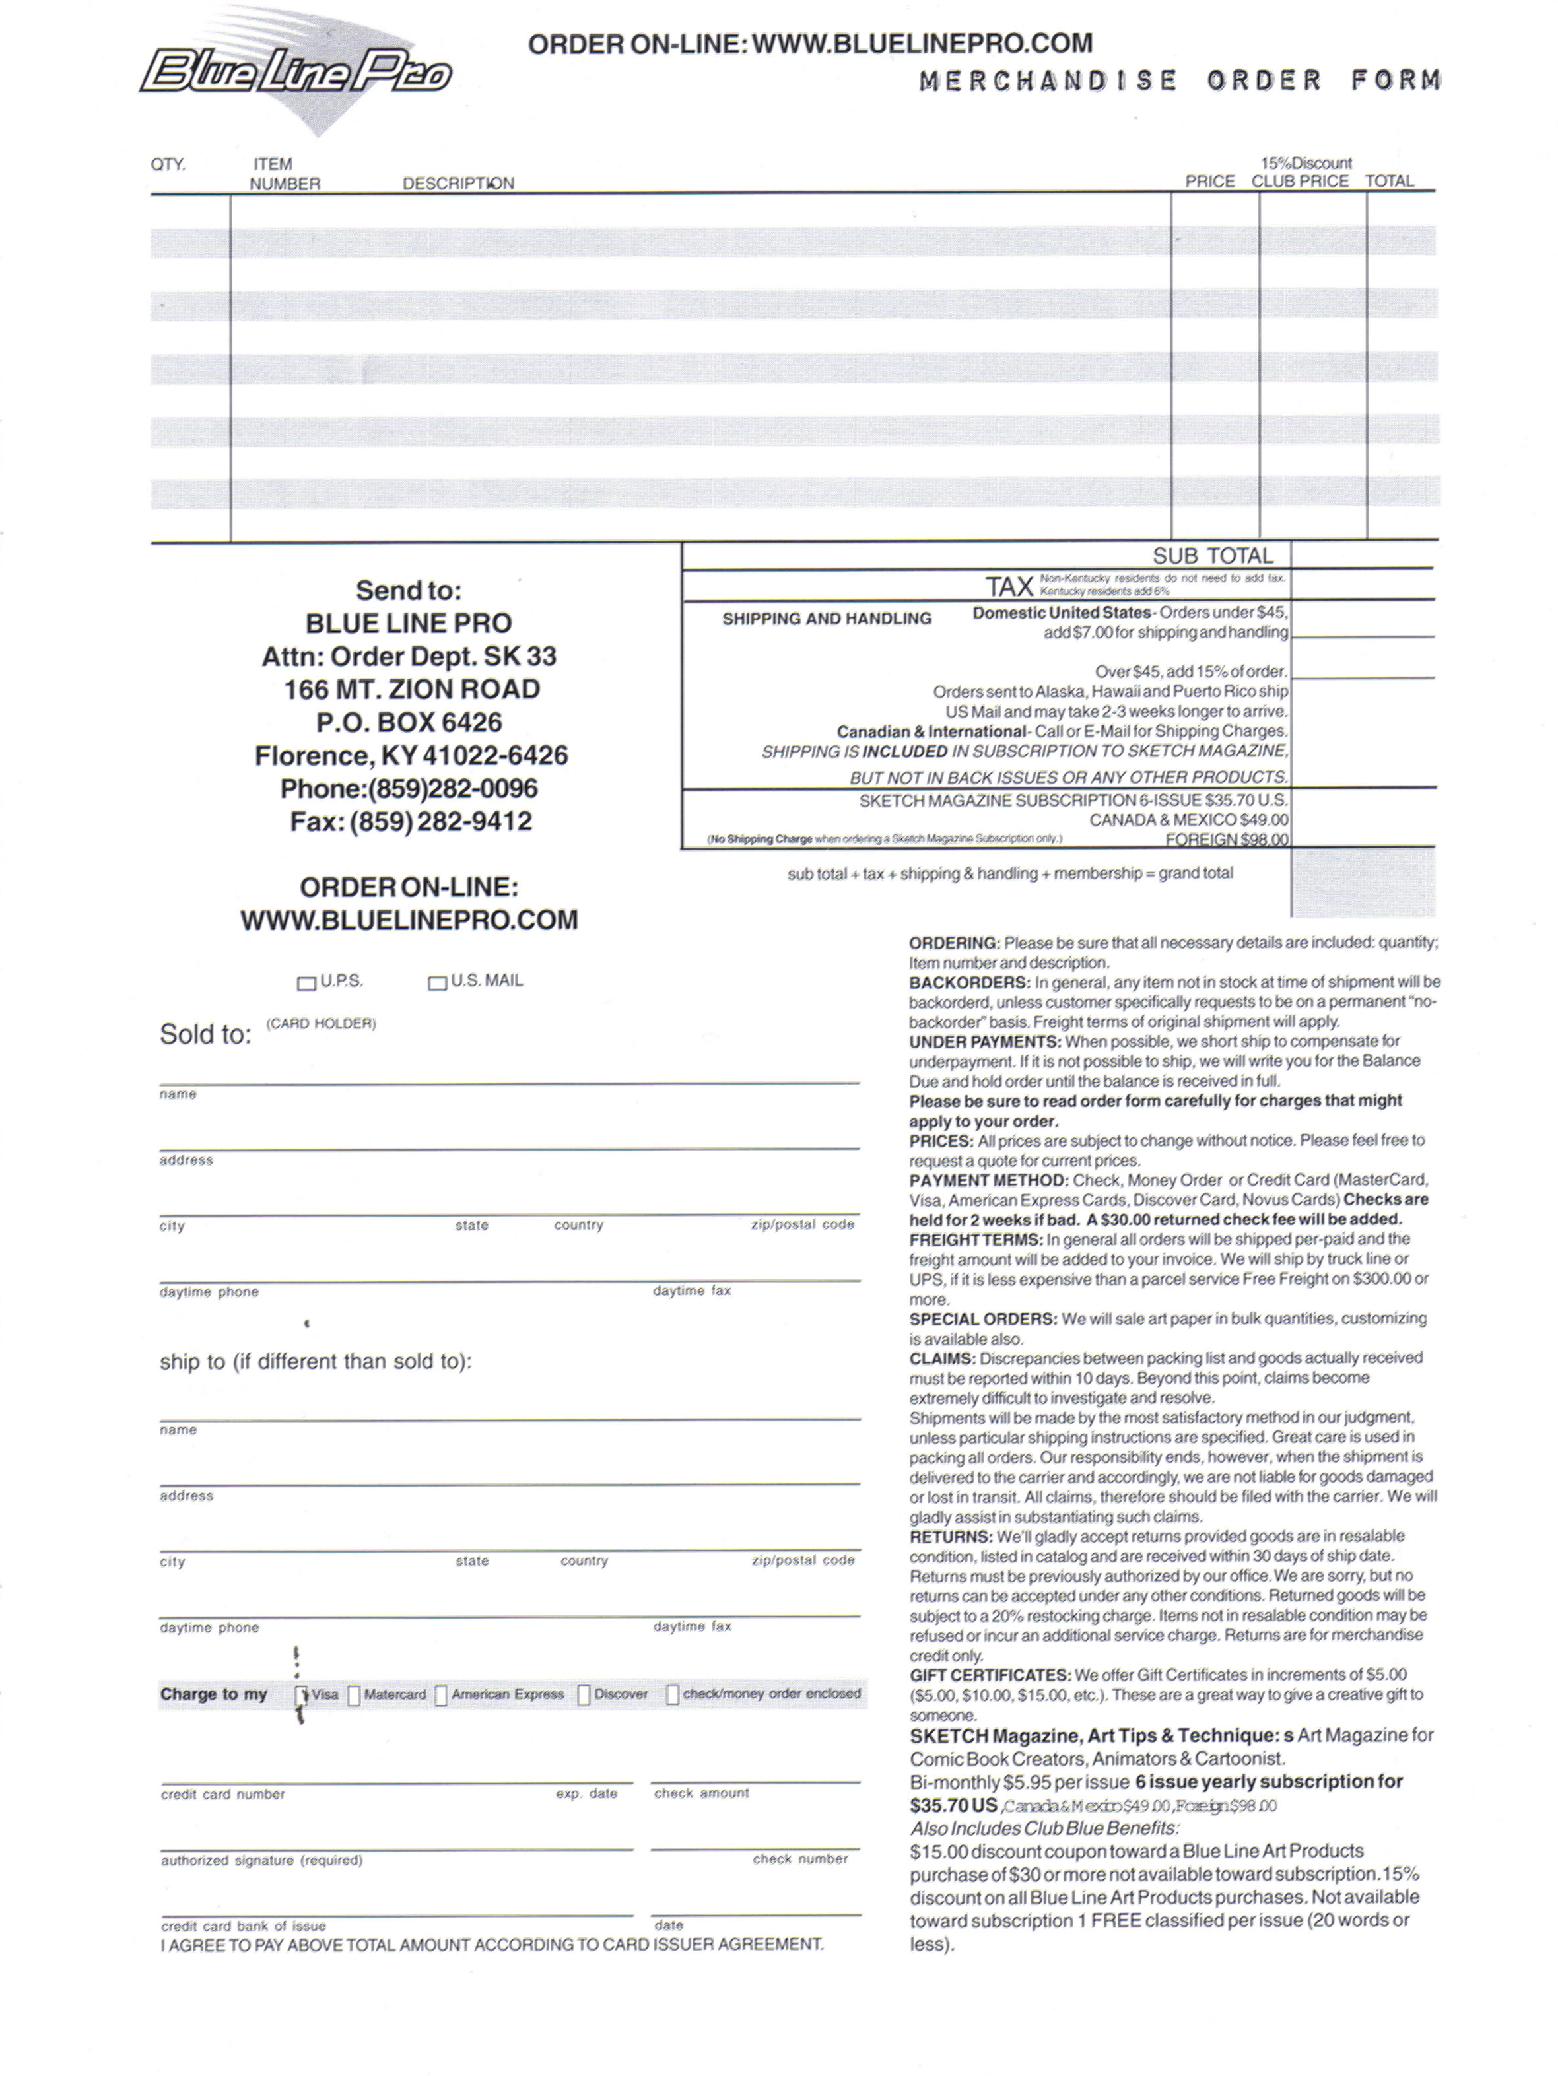 Blue Line Pro
ORDER ON-LINE: WWW.BLUELINEPRO.COM
MERCHANDISE ORDER FORM
QTY. ITEM NUMBER DESCRIPTION PRICE 15%Discount CLUB PRICE TOTAL
SUB TOTAL
TAX Non-Kentucky residents do not need to add tax.
Kentucky residents add 6%
SHIPPING AND HANDLING Domestic United States- Orders under $45,
add $7.00 for shipping and handling
Over $45, add 15% of order.
Orders sent to Alaska, Hawaii and Puerto Rico ship
US Mail and may take 2-3 weeks longer to arrive.
Canadian & International- Call or E-Mail for Shipping Charges.
SHIPPING IS INCLUDED IN SUBSCRIPTION TO SKETCH MAGAZINE,
BUT NOT IN BACK ISSUES OR ANY OTHER PRODUCTS.
SKETCH MAGAZINE SUBSCRIPTION 6-ISSUE $35.70 U.S.
CANADA & MEXICO $49.00
(No Shipping Charge when ordering a Sketch Magazine Subscription only.) FOREIGN $98.00
sub total + tax + shipping & handling + membership = grand total
Send to:
BLUE LINE PRO
Attn: Order Dept. SK 33
166 MT. ZION ROAD
P.O. BOX 6426
Florence, KY 41022-6426
Phone:(859)282-0096
Fax: (859) 282-9412
ORDER ON-LINE:
WWW.BLUELINEPRO.COM
U.P.S. U.S. MAIL
Sold to: (CARD HOLDER)
name
address
city state country zip/postal code
daytime phone daytime fax
ship to (if different than sold to):
name
address
city state country zip/postal code
daytime phone daytime fax
Charge to my Visa Matercard American Express Discover check/money order enclosed
credit card number exp. date check amount
authorized signature (required) check number
credit card bank of issue date
I AGREE TO PAY ABOVE TOTAL AMOUNT ACCORDING TO CARD ISSUER AGREEMENT.
ORDERING: Please be sure that all necessary details are included: quantity;
Item number and description.
BACKORDERS: In general, any item not in stock at time of shipment will be
backorderd, unless customer specifically requests to be on a permanent "no-
backorder" basis. Freight terms of original shipment will apply.
UNDER PAYMENTS: When possible, we short ship to compensate for
underpayment. If it is not possible to ship, we will write you for the Balance
Due and hold order until the balance is received in full.
Please be sure to read order form carefully for charges that might
apply to your order.
PRICES: All prices are subject to change without notice. Please feel free to
request a quote for current prices.
PAYMENT METHOD: Check, Money Order or Credit Card (MasterCard,
Visa, American Express Cards, Discover Card, Novus Cards) Checks are
held for 2 weeks if bad. A $30.00 returned check fee will be added.
FREIGHT TERMS: In general all orders will be shipped per-paid and the
freight amount will be added to your invoice. We will ship by truck line or
UPS, if it is less expensive than a parcel service Free Freight on $300.00 or
more.
SPECIAL ORDERS: We will sale art paper in bulk quantities, customizing
is available also.
CLAIMS: Discrepancies between packing list and goods actually received
must be reported within 10 days. Beyond this point, claims become
extremely difficult to investigate and resolve.
Shipments will be made by the most satisfactory method in our judgment,
unless particular shipping instructions are specified. Great care is used in
packing all orders. Our responsibility ends, however, when the shipment is
delivered to the carrier and accordingly, we are not liable for goods damaged
or lost in transit. All claims, therefore should be filed with the carrier. We will
gladly assist in substantiating such claims.
RETURNS: We'll gladly accept returns provided goods are in resalable
condition, listed in catalog and are received within 30 days of ship date.
Returns must be previously authorized by our office. We are sorry, but no
returns can be accepted under any other conditions. Returned goods will be
subject to a 20% restocking charge. Items not in resalable condition may be
refused or incur an additional service charge. Returns are for merchandise
credit only.
GIFT CERTIFICATES: We offer Gift Certificates in increments of $5.00
($5.00, $10.00, $15.00, etc.). These are a great way to give a creative gift to
someone.
SKETCH Magazine, Art Tips & Technique: s Art Magazine for
Comic Book Creators, Animators & Cartoonist.
Bi-monthly $5.95 per issue 6 issue yearly subscription for
$35.70 US, Canada & Mexico $49.00, Foreign $98.00
Also Includes Club Blue Benefits:
$15.00 discount coupon toward a Blue Line Art Products
purchase of $30 or more not available toward subscription. 15%
discount on all Blue Line Art Products purchases. Not available
toward subscription 1 FREE classified per issue (20 words or
less).